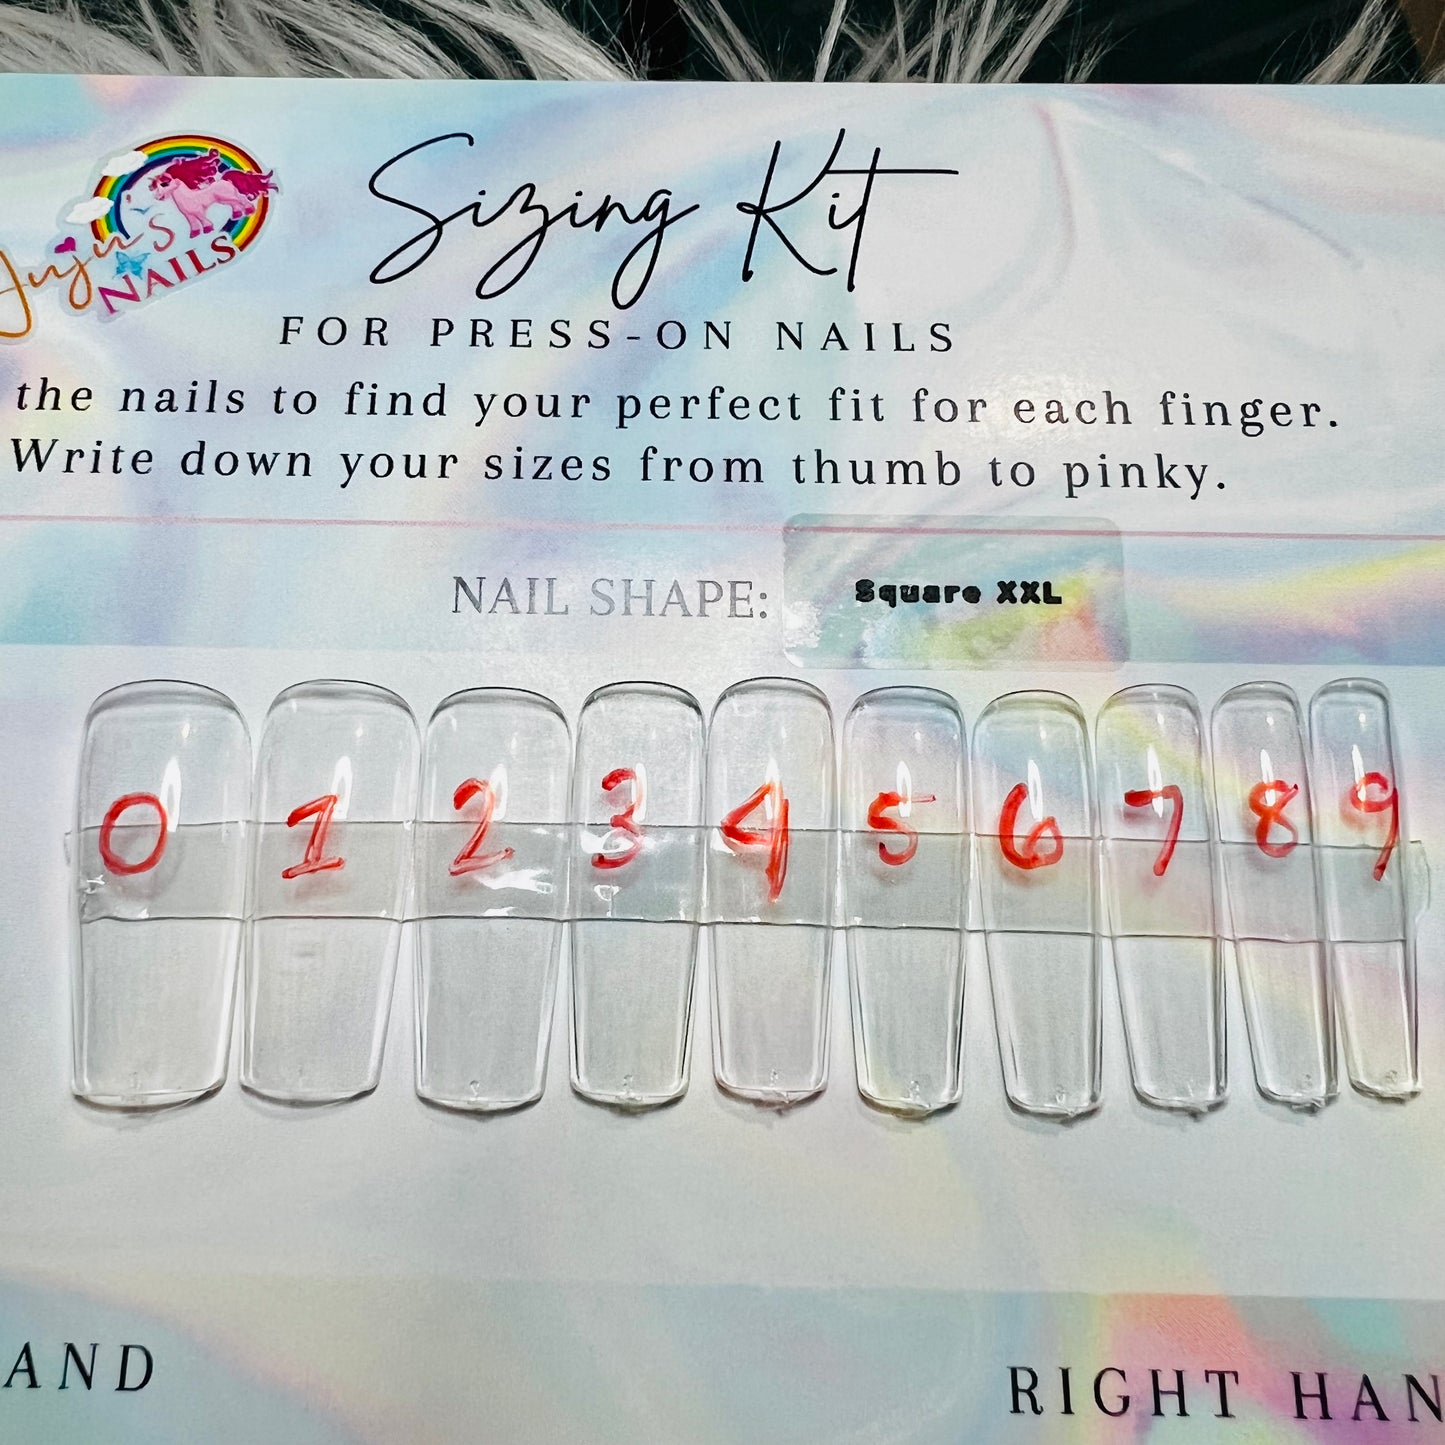 Juju's
NAILS
Sizing Kit
FOR PRESS-ON NAILS
the nails to find your perfect fit for each finger.
Write down your sizes from thumb to pinky.
NAIL SHAPE: Square XXL
0 1 2 3 4 5 6 7 8 9
AND RIGHT HAN